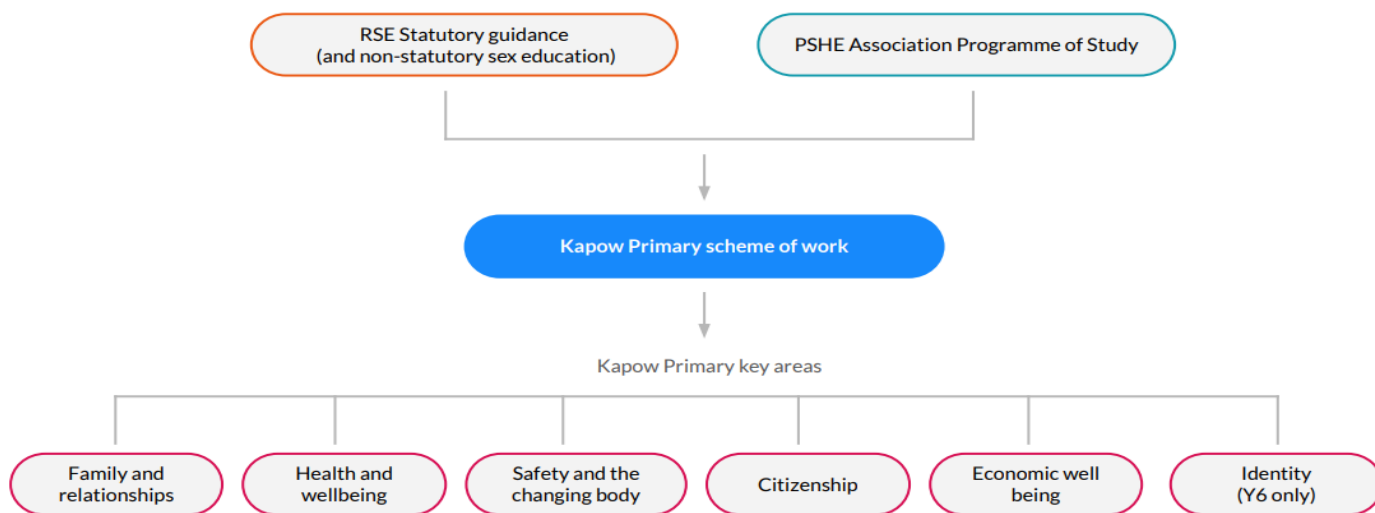 RSE Statutory guidance
(and non-statutory sex education)
PSHE Association Programme of Study
Kapow Primary scheme of work
Kapow Primary key areas
Family and
relationships
Health and
wellbeing
Safety and the
changing body
Citizenship
Economic well
being
Identity
(Y6 only)